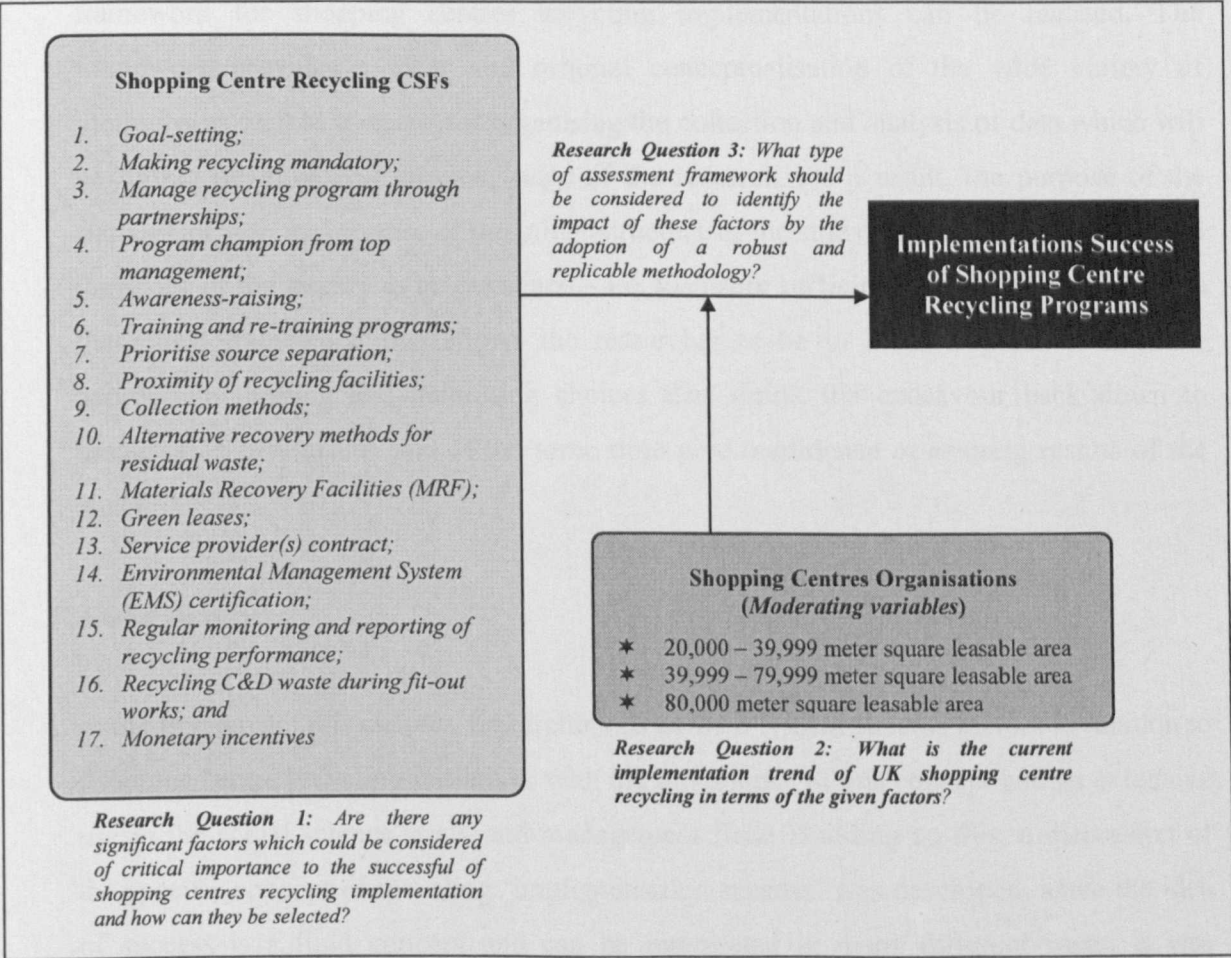 Shopping Centre Recycling CSFs
1. Goal-setting;
2. Making recycling mandatory;
3. Manage recycling program through
partnerships;
4. Program champion from top
management;
5. Awareness-raising;
6. Training and re-training programs;
7. Prioritise source separation;
8. Proximity of recycling facilities;
9. Collection methods;
10. Alternative recovery methods for
residual waste;
11. Materials Recovery Facilities (MRF);
12. Green leases;
13. Service provider(s) contract;
14. Environmental Management System
(EMS) certification;
15. Regular monitoring and reporting of
recycling performance;
16. Recycling C&D waste during fit-out
works; and
17. Monetary incentives
Research Question 1: Are there any
significant factors which could be considered
of critical importance to the successful of
shopping centres recycling implementation
and how can they be selected?
Research Question 3: What type
of assessment framework should
be considered to identify the
impact of these factors by the
adoption of a robust and
replicable methodology?
Implementations Success
of Shopping Centre
Recycling Programs
Shopping Centres Organisations
(Moderating variables)
✶ 20,000 – 39,999 meter square leasable area
✶ 39,999 – 79,999 meter square leasable area
✶ 80,000 meter square leasable area
Research Question 2: What is the current
implementation trend of UK shopping centre
recycling in terms of the given factors?